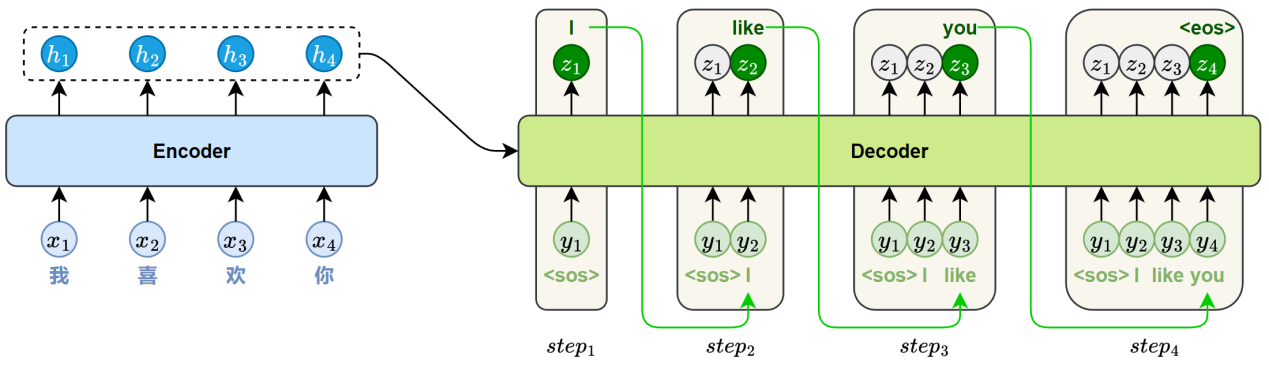 I like you <eos>
h1 h2 h3 h4 z1 z1 z2 z1 z2 z3 z1 z2 z3 z4
Encoder Decoder
x1 x2 x3 x4 y1 y1 y2 y1 y2 y3 y1 y2 y3 y4
我 喜 欢 你 <sos> <sos> I <sos> I like <sos> I like you
step1 step2 step3 step4